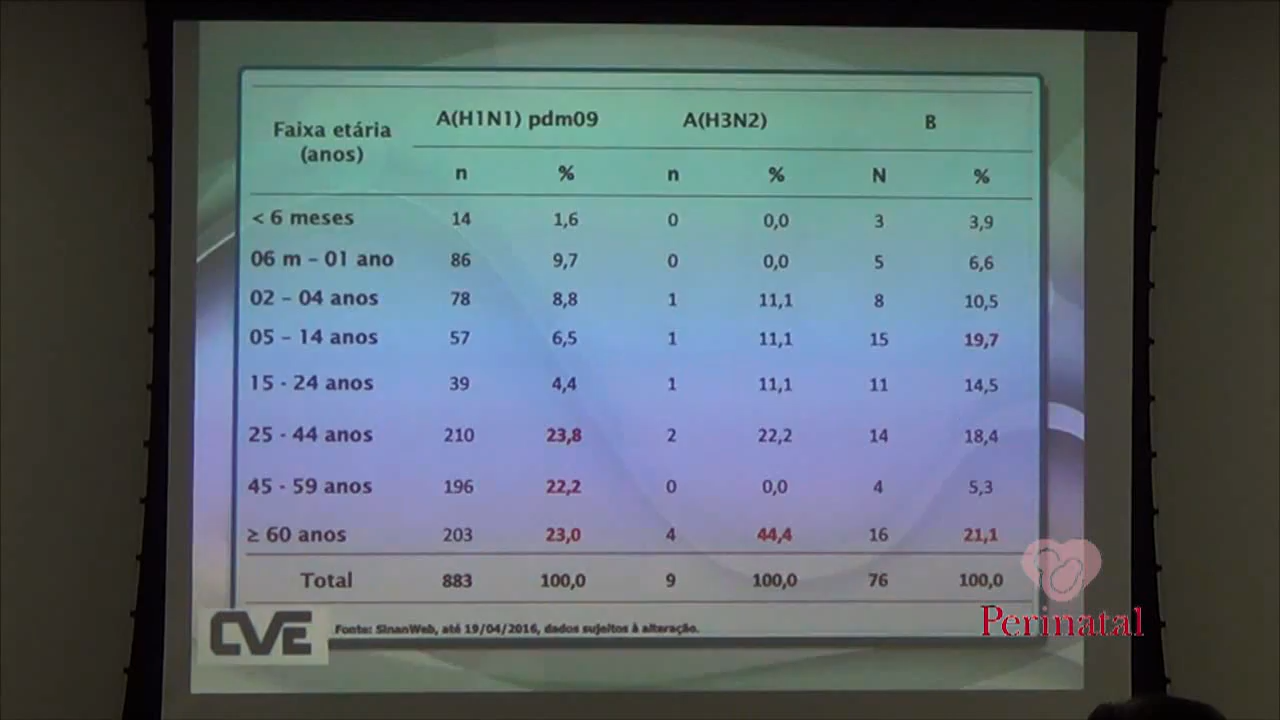 Faixa etária (anos) A(H1N1) pdm09 A(H3N2) B
n % n % N %
< 6 meses 14 1,6 0 0,0 3 3,9
06 m – 01 ano 86 9,7 0 0,0 5 6,6
02 – 04 anos 78 8,8 1 11,1 8 10,5
05 – 14 anos 57 6,5 1 11,1 15 19,7
15 - 24 anos 39 4,4 1 11,1 11 14,5
25 - 44 anos 210 23,8 2 22,2 14 18,4
45 - 59 anos 196 22,2 0 0,0 4 5,3
≥ 60 anos 203 23,0 4 44,4 16 21,1
Total 883 100,0 9 100,0 76 100,0
CVE Fonte: SinanWeb, até 19/04/2016, dados sujeitos à alteração.
Perinatal